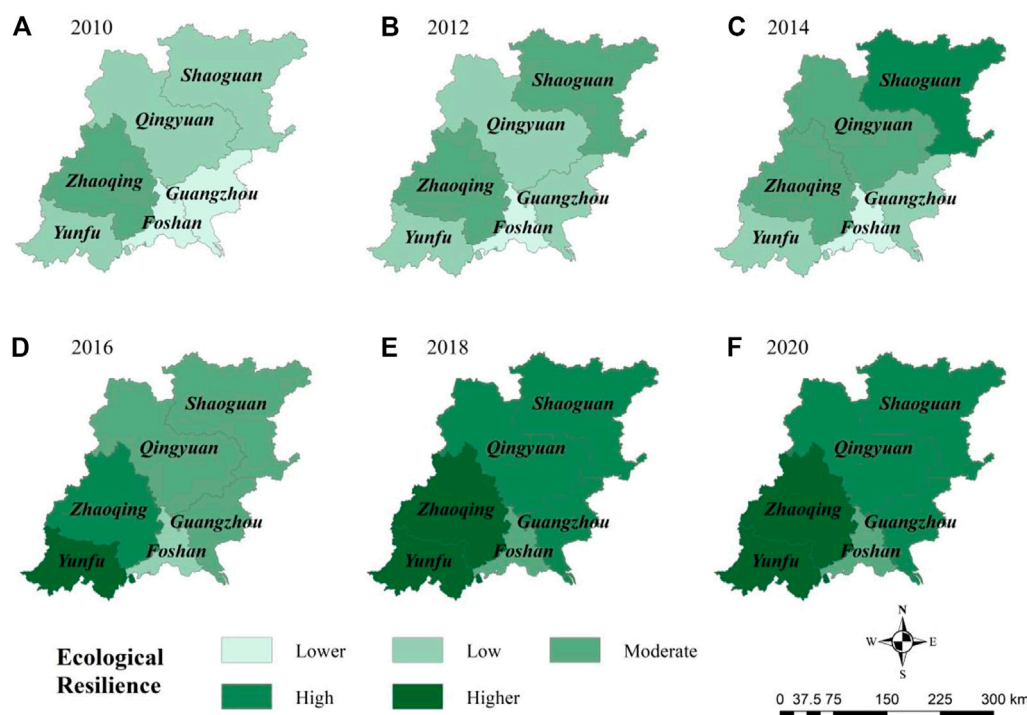 A 2010
B 2012
C 2014
Shaoguan
Qingyuan
Zhaoqing
Guangzhou
Foshan
Yunfu
Shaoguan
Qingyuan
Zhaoqing
Guangzhou
Foshan
Yunfu
Shaoguan
Qingyuan
Zhaoqing
Guangzhou
Foshan
Yunfu
D 2016
E 2018
F 2020
Shaoguan
Qingyuan
Zhaoqing
Guangzhou
Foshan
Yunfu
Shaoguan
Qingyuan
Zhaoqing
Guangzhou
Foshan
Yunfu
Shaoguan
Qingyuan
Zhaoqing
Guangzhou
Foshan
Yunfu
Ecological
Resilience
Lower
Low
Moderate
High
Higher
N
W E
S
0 37.5 75 150 225 300 km